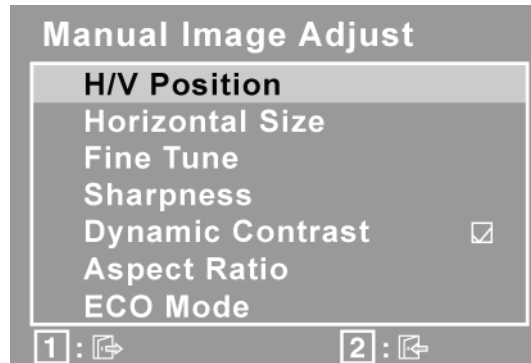 Manual Image Adjust
H/V Position
Horizontal Size
Fine Tune
Sharpness
Dynamic Contrast
Aspect Ratio
ECO Mode
1 : 2 :